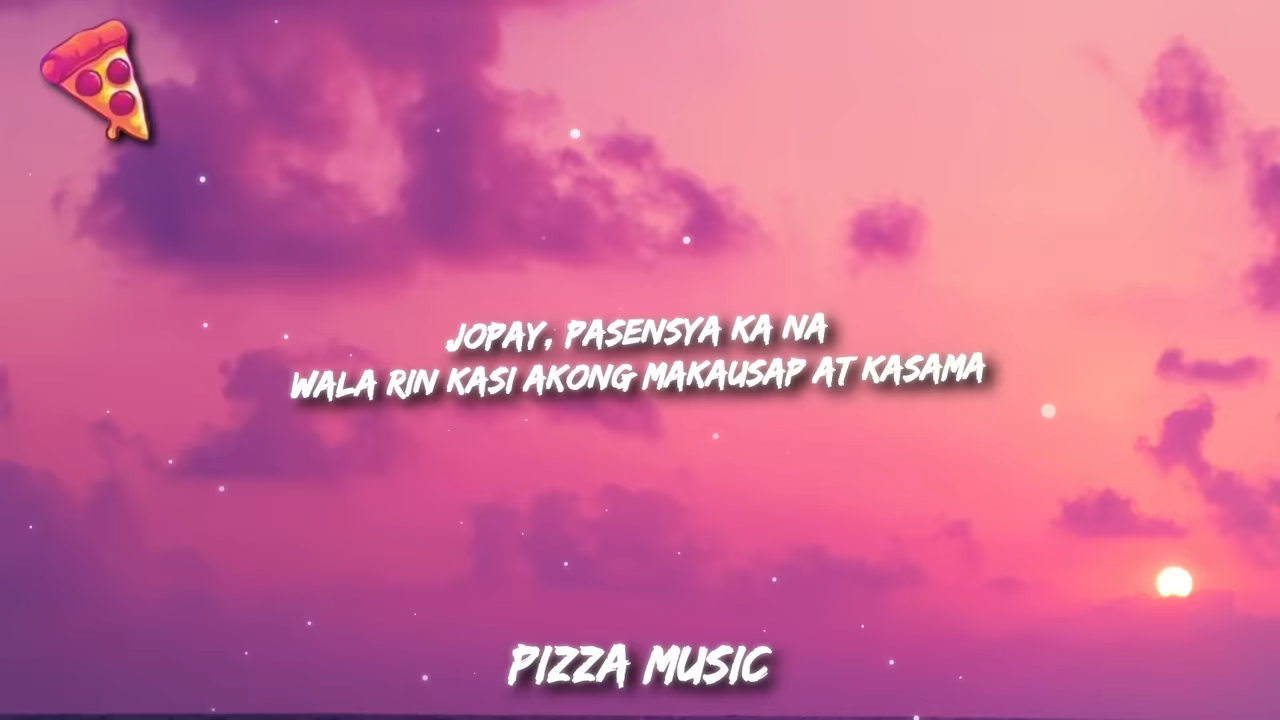 JOPAY, PASENSYA KA NA
WALA RIN KASI AKONG MAKAUSAP AT KASAMA
PIZZA MUSIC